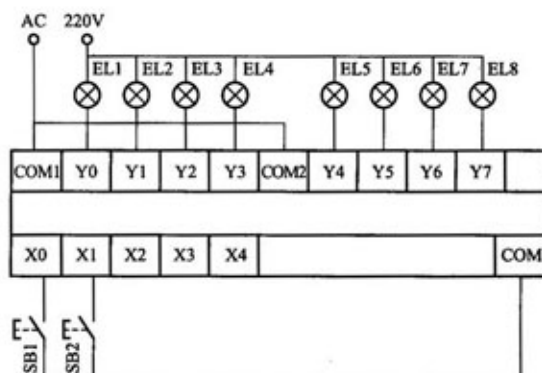 AC 220V
EL1 EL2 EL3 EL4 EL5 EL6 EL7 EL8
COM1 Y0 Y1 Y2 Y3 COM2 Y4 Y5 Y6 Y7
X0 X1 X2 X3 X4 COM
SB1 SB2